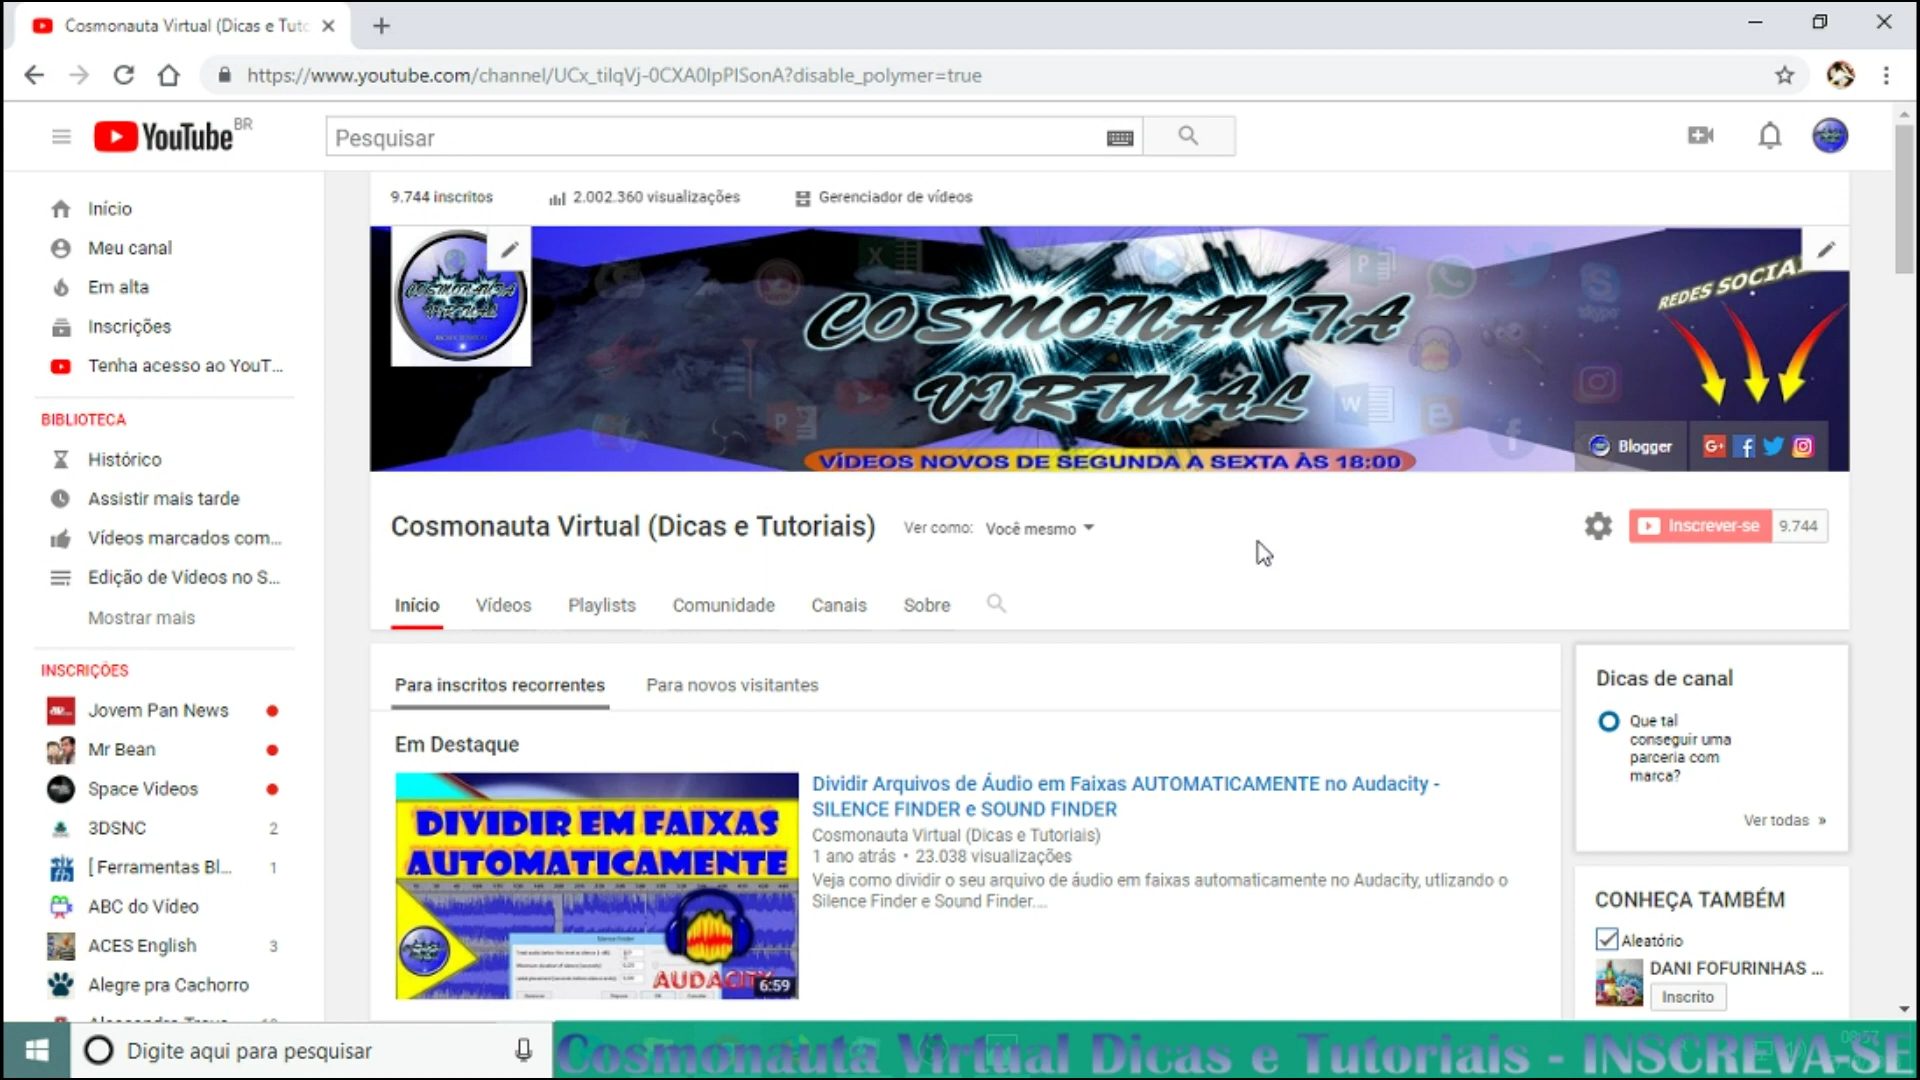 Cosmonauta Virtual (Dicas e Tuto
https://www.youtube.com/channel/UCx_tilqVj-0CXA0lpPlSonA?disable_polymer=true
YouTube BR
Pesquisar
9.744 inscritos
2.002.360 visualizações
Gerenciador de vídeos
Início
Meu canal
Em alta
Inscrições
Tenha acesso ao YouT...
BIBLIOTECA
Histórico
Assistir mais tarde
Vídeos marcados com...
Edição de Vídeos no S...
Mostrar mais
INSCRIÇÕES
Jovem Pan News
Mr Bean
Space Videos
3DSNC 2
[ Ferramentas Bl... 1
ABC do Vídeo
ACES English 3
Alegre pra Cachorro
COSMONAUTA
VIRTUAL
COSMONAUTA
VIRTUAL
VÍDEOS NOVOS DE SEGUNDA A SEXTA ÀS 18:00
REDES SOCIA
Blogger
Cosmonauta Virtual (Dicas e Tutoriais)
Ver como: Você mesmo
Inscrever-se 9.744
Início Vídeos Playlists Comunidade Canais Sobre
Para inscritos recorrentes Para novos visitantes
Em Destaque
DIVIDIR EM FAIXAS
AUTOMATICAMENTE
AUDACITY
6:59
Dividir Arquivos de Áudio em Faixas AUTOMATICAMENTE no Audacity -
SILENCE FINDER e SOUND FINDER
Cosmonauta Virtual (Dicas e Tutoriais)
1 ano atrás • 23.038 visualizações
Veja como dividir o seu arquivo de áudio em faixas automaticamente no Audacity, utlizando o
Silence Finder e Sound Finder....
Dicas de canal
Que tal
conseguir uma
parceria com
marca?
Ver todas »
CONHEÇA TAMBÉM
Aleatório
DANI FOFURINHAS ...
Inscrito
Digite aqui para pesquisar
Cosmonauta Virtual Dicas e Tutoriais - INSCREVA-SE